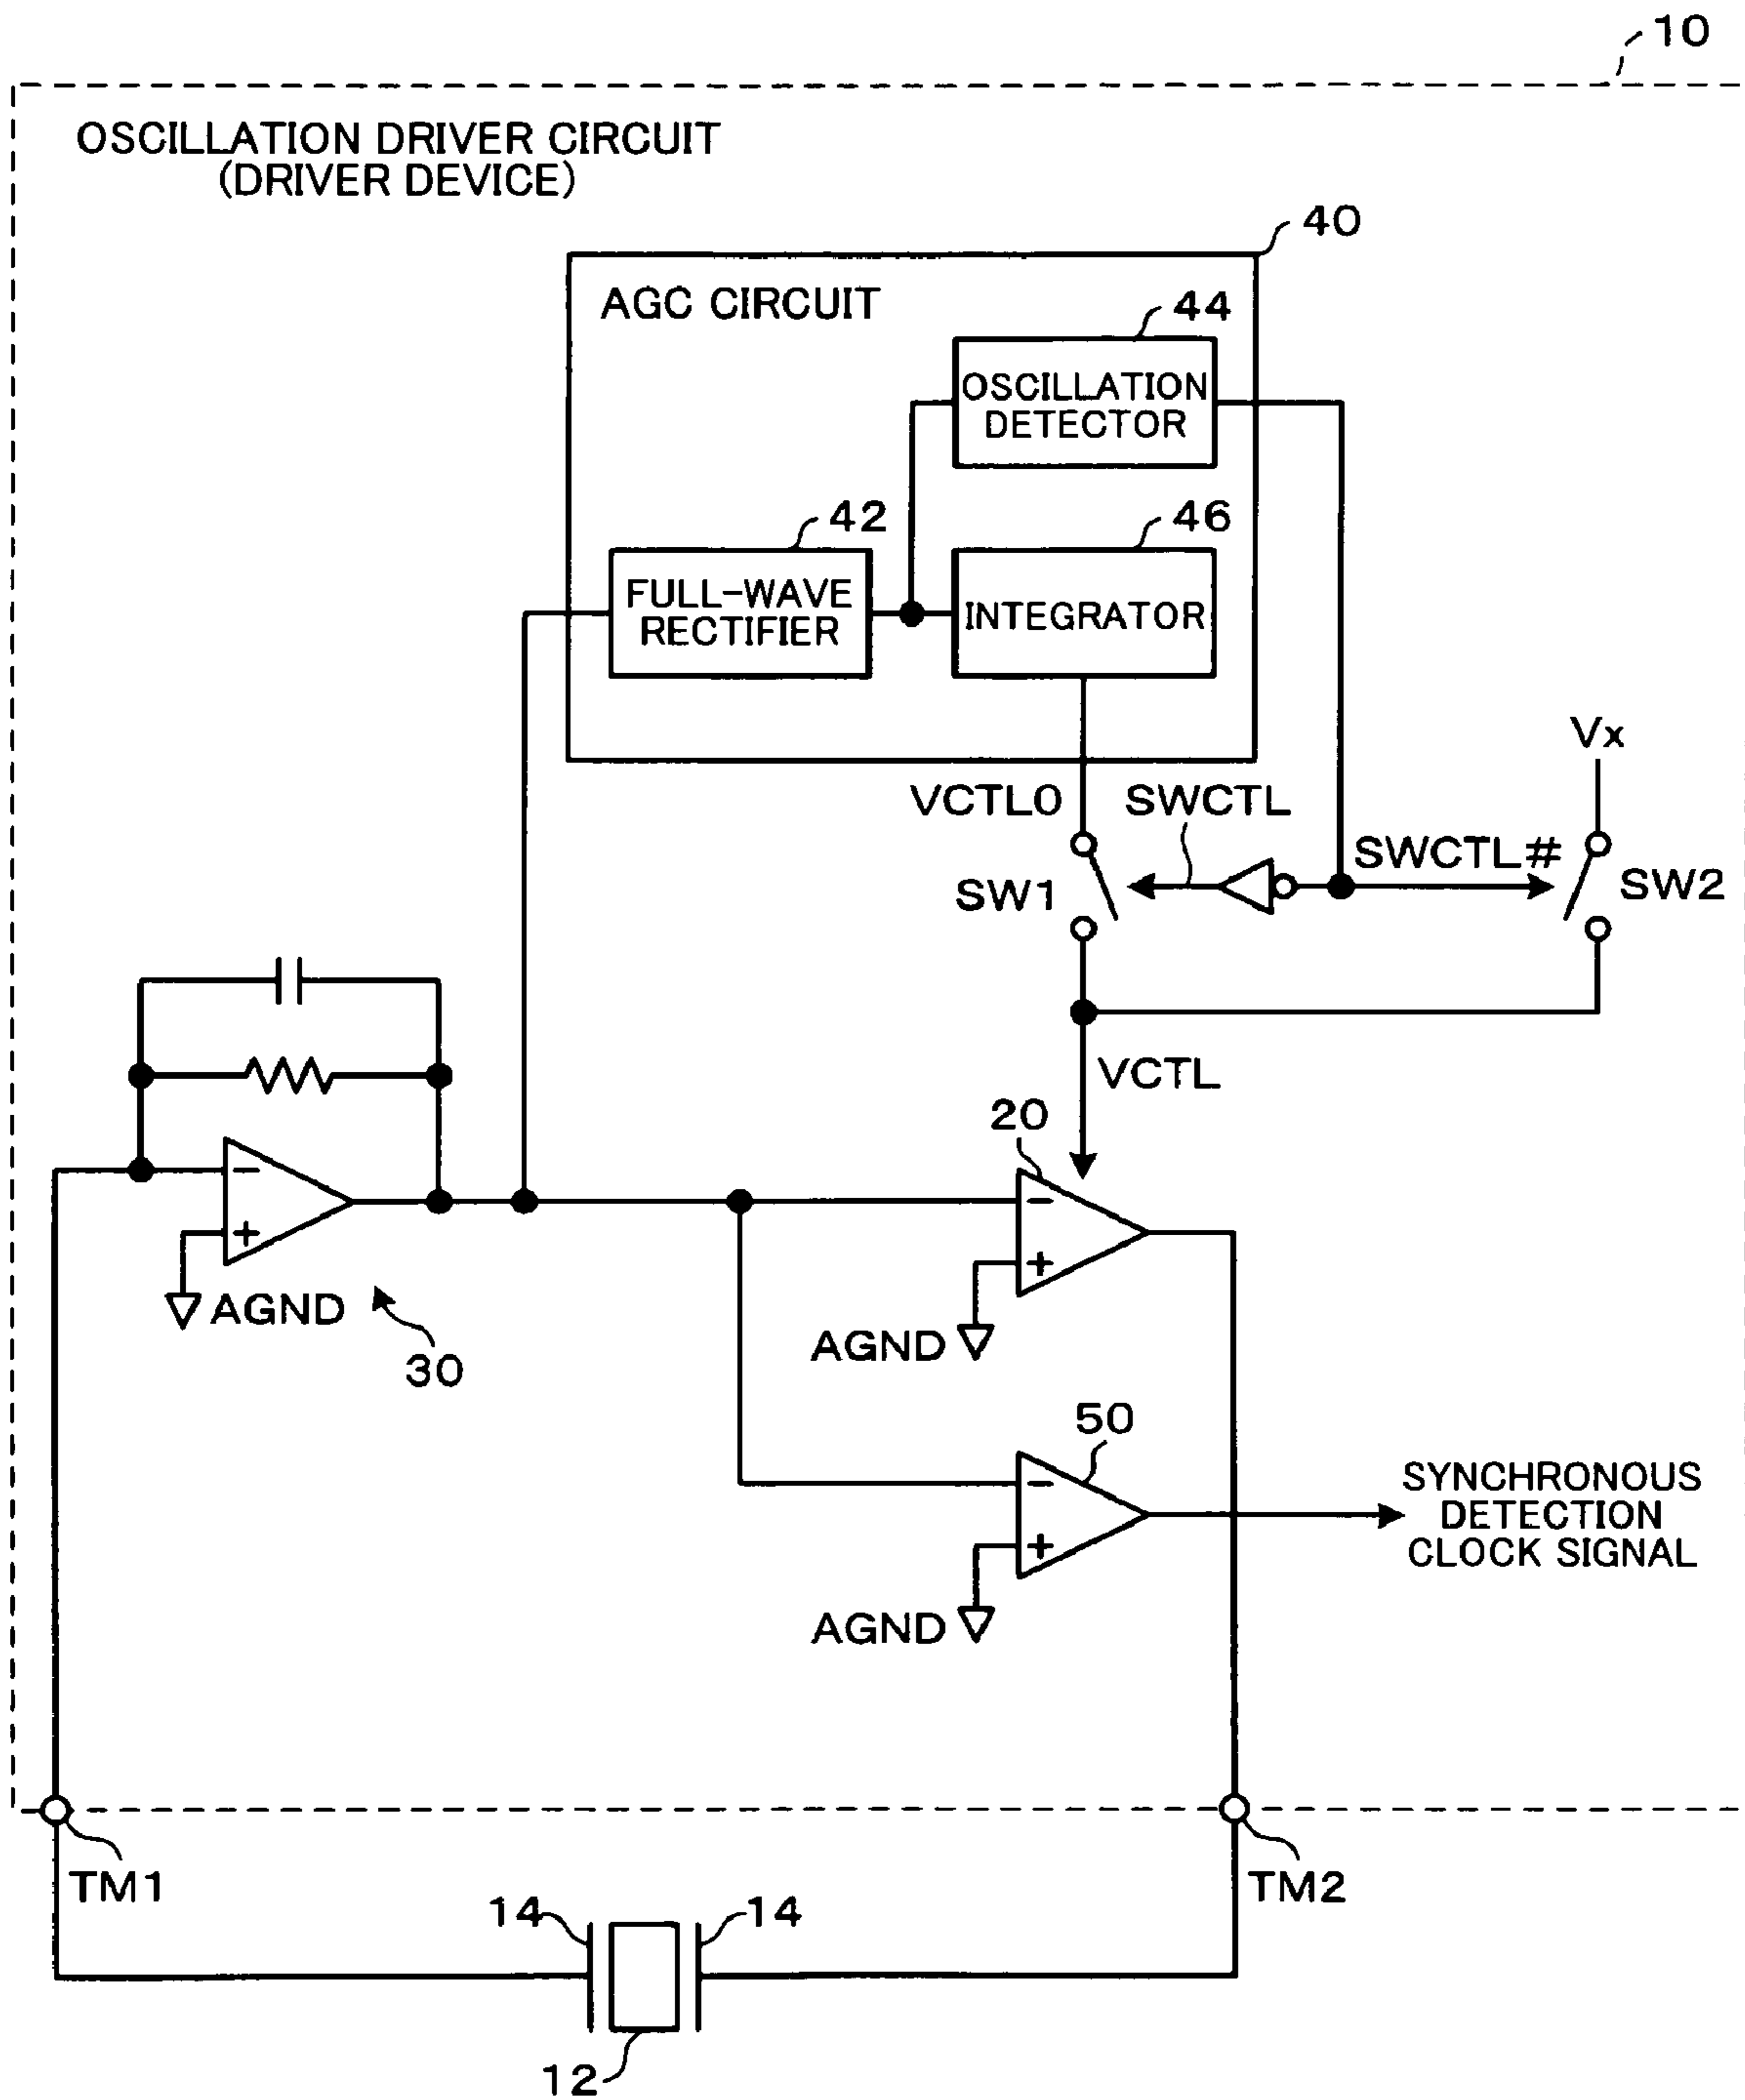 10
OSCILLATION DRIVER CIRCUIT
(DRIVER DEVICE)
40
AGC CIRCUIT
44
OSCILLATION
DETECTOR
42
46
FULL-WAVE
RECTIFIER
INTEGRATOR
Vx
VCTL0
SWCTL
SWCTL#
SW1
SW2
VCTL
20
−
+
−
+
AGND
30
AGND
50
−
+
SYNCHRONOUS
DETECTION
CLOCK SIGNAL
AGND
TM1
TM2
14
14
12